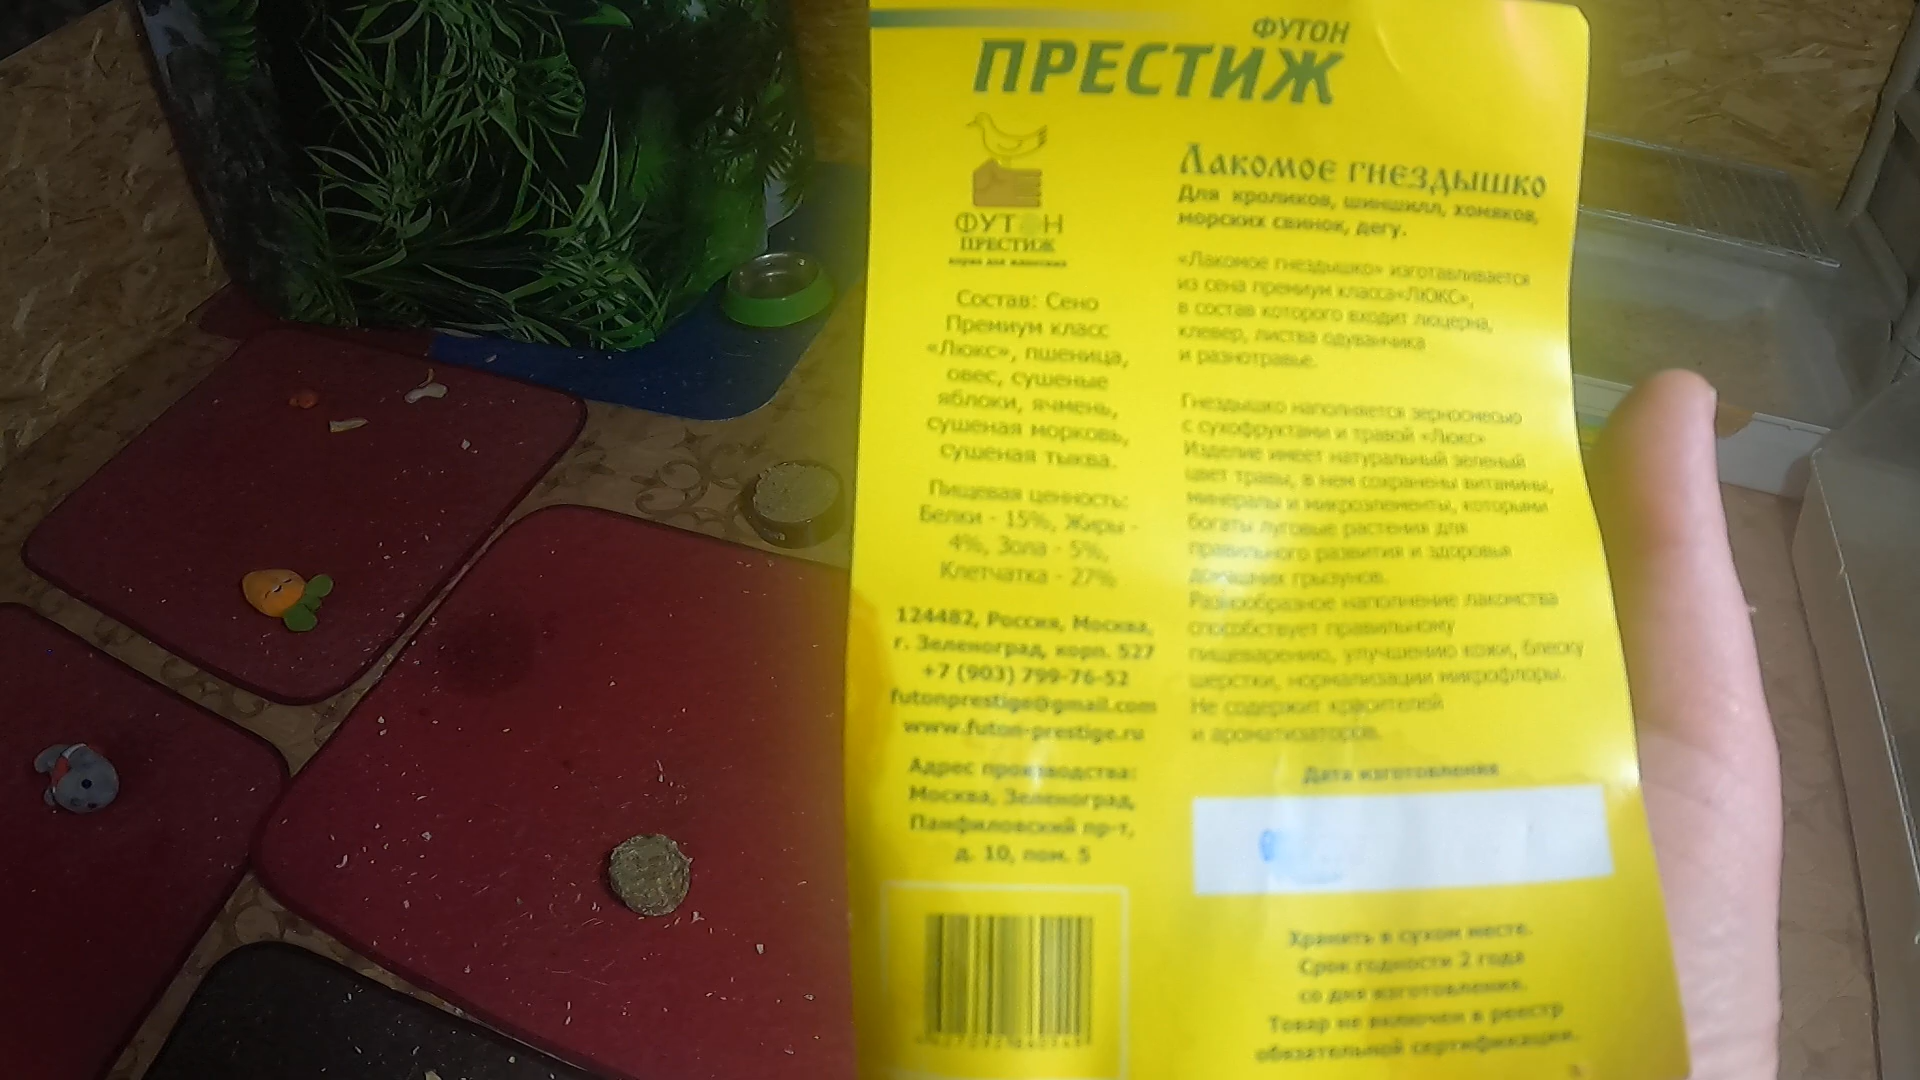 ФУТОН
ПРЕСТИЖ
ФУТОН
ПРЕСТИЖ
Состав: Сено
Премиум класс
«Люкс», пшеница,
овес, сушеные
яблоки, ячмень,
сушеная морковь,
сушеная тыква.
Пищевая ценность:
Белки - 15%, Жиры -
4%, Зола - 5%,
Клетчатка - 27%
124482, Россия, Москва,
г. Зеленоград, корп. 527
+7 (903) 799-76-52
futonprestige@gmail.com
www.futon-prestige.ru
Адрес производства:
Москва, Зеленоград,
Панфиловский пр-т,
д. 10, пом. 5
Лакомое гнездышко
Для кроликов, шиншилл, хомяков,
морских свинок, дегу.
«Лакомое гнездышко» изготавливается
из сена премиум класса«ЛЮКС»,
в состав которого входит люцерна,
клевер, листва одуванчика
и разнотравье.
Гнездышко наполняется зерносмесью
с сухофруктами и травой «Люкс»
Изделие имеет натуральный зеленый
цвет травы, в нем сохранены витамины,
минералы и микроэлементы, которыми
богаты луговые растения для
правильного развития и здоровья
домашних грызунов.
Разнообразное наполнение лакомства
способствует правильному
пищеварению, улучшению кожи, блеску
шерстки, нормализации микрофлоры.
Не содержит красителей
и ароматизаторов.
Дата изготовления
Хранить в сухом месте.
Срок годности 2 года
со дня изготовления.
Товар не включен в реестр
обязательной сертификации.